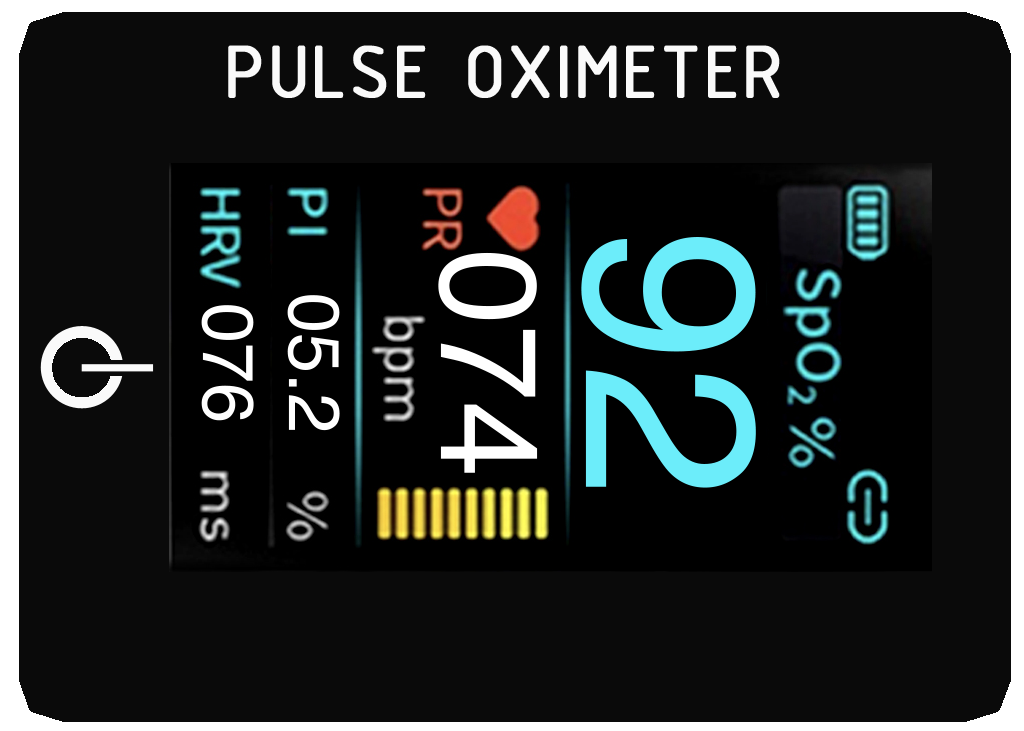 PULSE OXIMETER
SpO₂%
92
PR 074
bpm
PI 05.2 %
HRV 076 ms